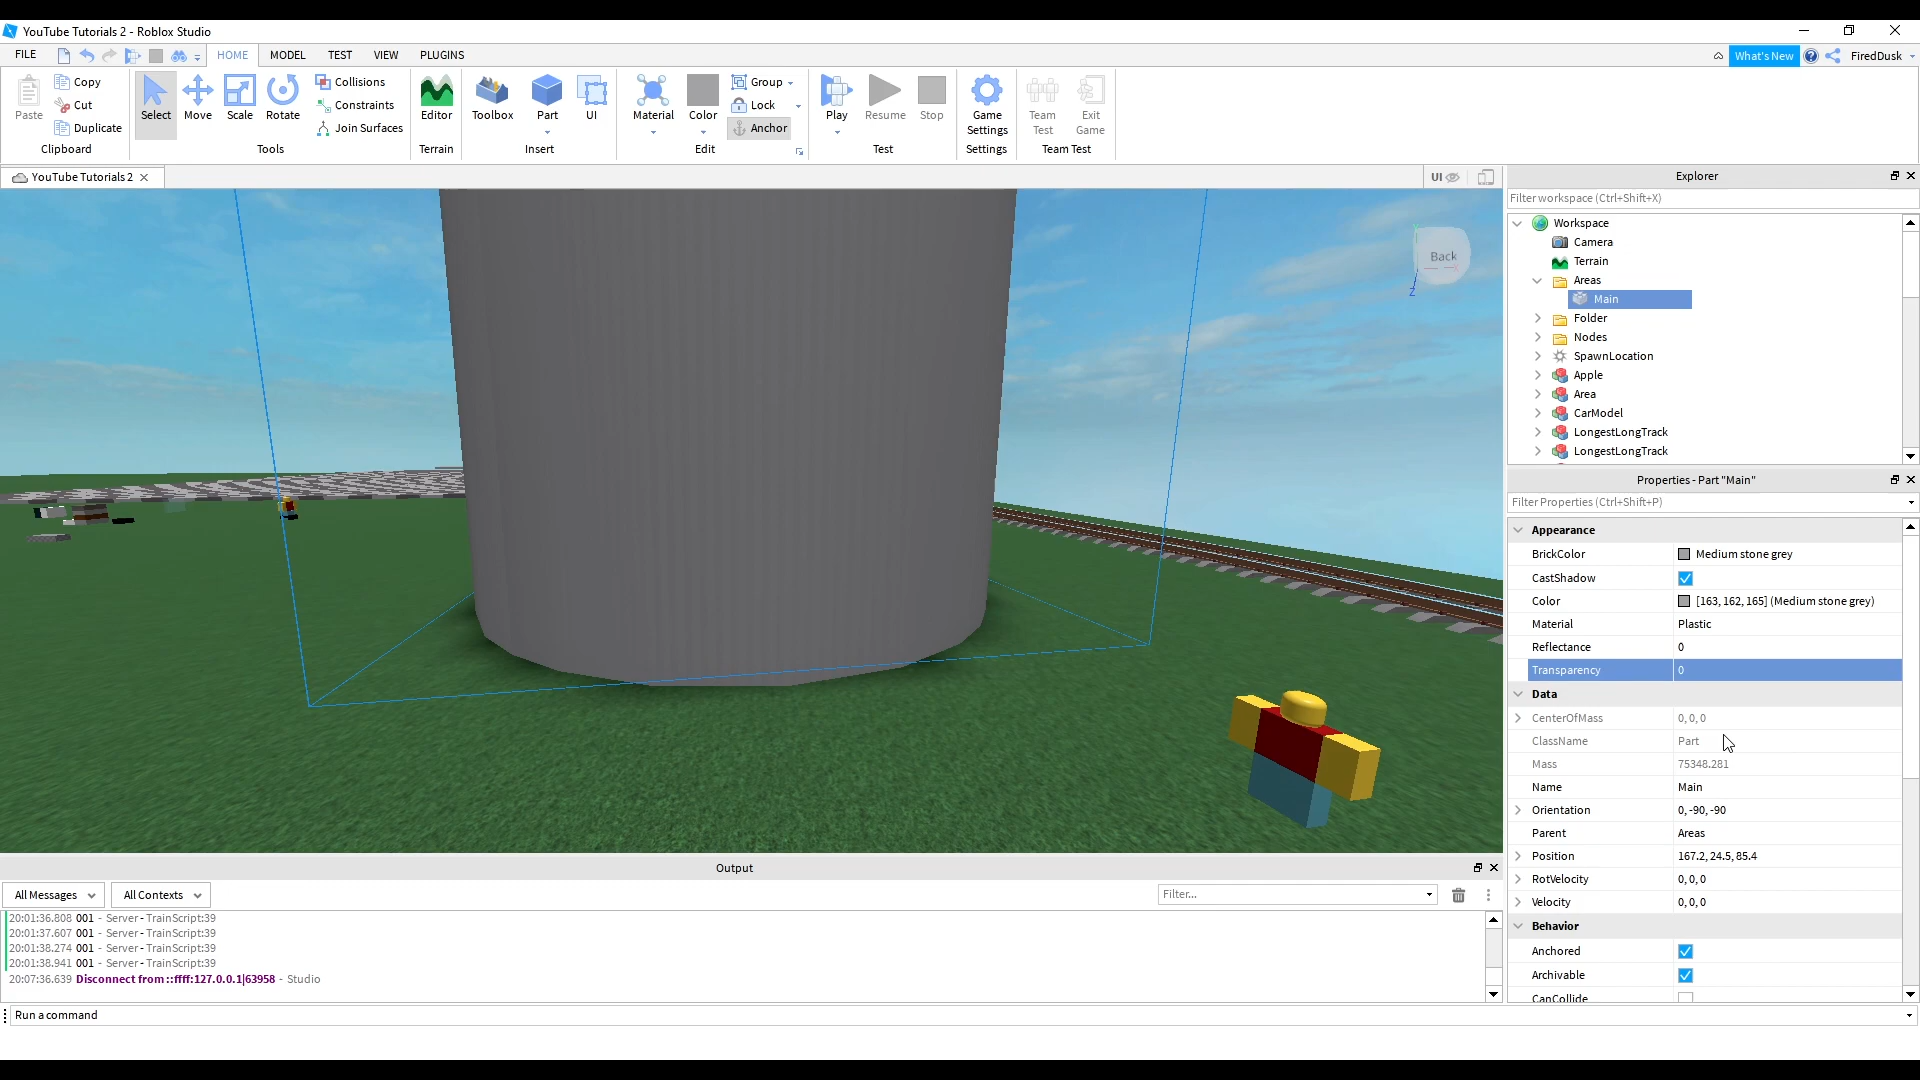 YouTube Tutorials 2 - Roblox Studio
FILE HOME MODEL TEST VIEW PLUGINS What's New FiredDusk
Paste
Copy
Cut
Duplicate
Clipboard
Select Move Scale Rotate
Collisions
Constraints
Join Surfaces
Tools
Editor
Terrain
Toolbox Part UI
Insert
Material Color
Group
Lock
Anchor
Edit
Play Resume Stop
Test
Game
Settings
Settings
Team
Test
Exit
Game
Team Test
YouTube Tutorials 2
UI
Back
Y
X
Z
Explorer
Filter workspace (Ctrl+Shift+X)
Workspace
Camera
Terrain
Areas
Main
Folder
Nodes
SpawnLocation
Apple
Area
CarModel
LongestLongTrack
LongestLongTrack
Properties - Part "Main"
Filter Properties (Ctrl+Shift+P)
Appearance
BrickColor Medium stone grey
CastShadow
Color [163, 162, 165] (Medium stone grey)
Material Plastic
Reflectance 0
Transparency 0
Data
CenterOfMass 0, 0, 0
ClassName Part
Mass 75348.281
Name Main
Orientation 0, -90, -90
Parent Areas
Position 167.2, 24.5, 85.4
RotVelocity 0, 0, 0
Velocity 0, 0, 0
Behavior
Anchored
Archivable
CanCollide
Output
All Messages All Contexts Filter...
20:01:36.808 001 - Server - TrainScript:39
20:01:37.607 001 - Server - TrainScript:39
20:01:38.274 001 - Server - TrainScript:39
20:01:38.941 001 - Server - TrainScript:39
20:07:36.639 Disconnect from ::ffff:127.0.0.1|63958 - Studio
Run a command